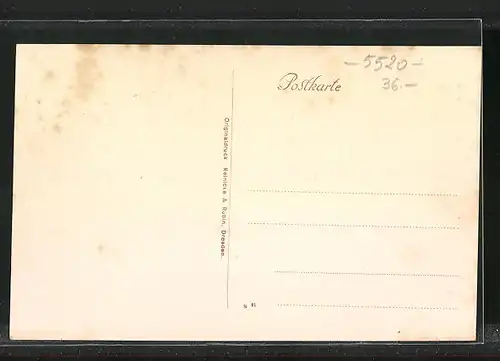 — 5520 —
Postkarte
36.—
Originaldruck Reinicke & Rubin, Dresden.